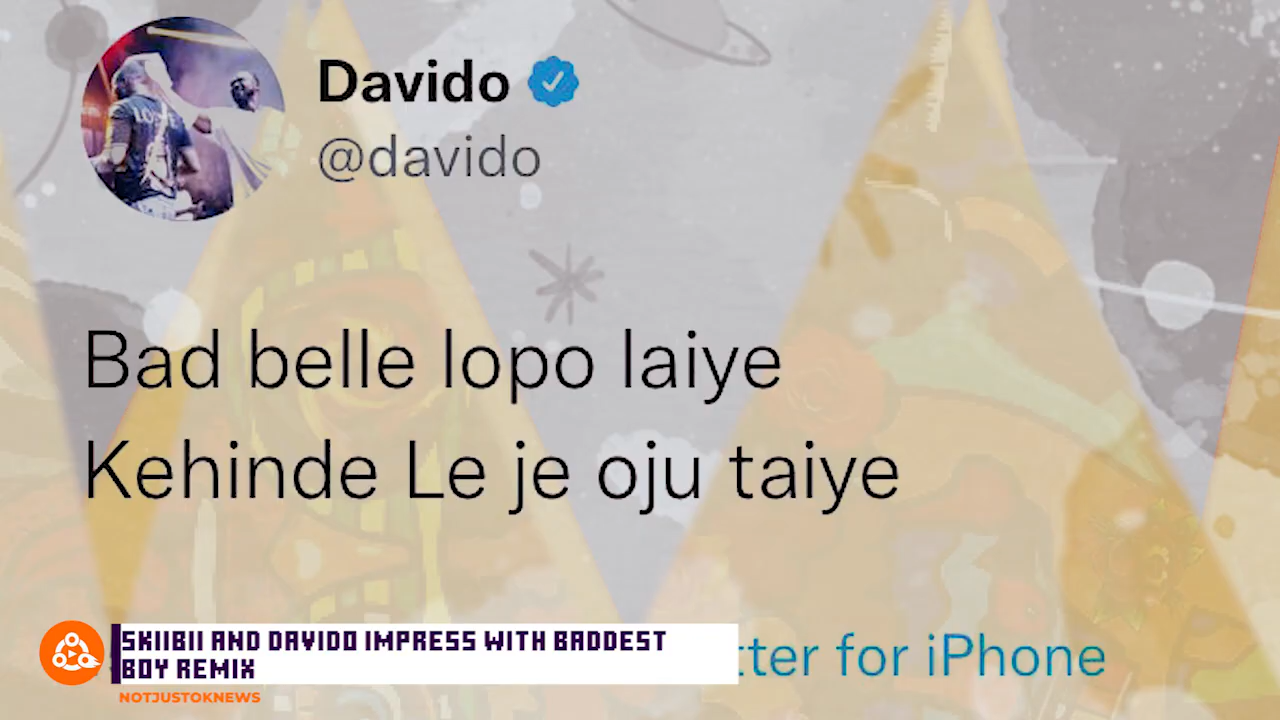 Davido
@davido
Bad belle lopo laiye
Kehinde Le je oju taiye
tter for iPhone
SKIIBII AND DAVIDO IMPRESS WITH BADDEST
BOY REMIX
NOTJUSTOKNEWS